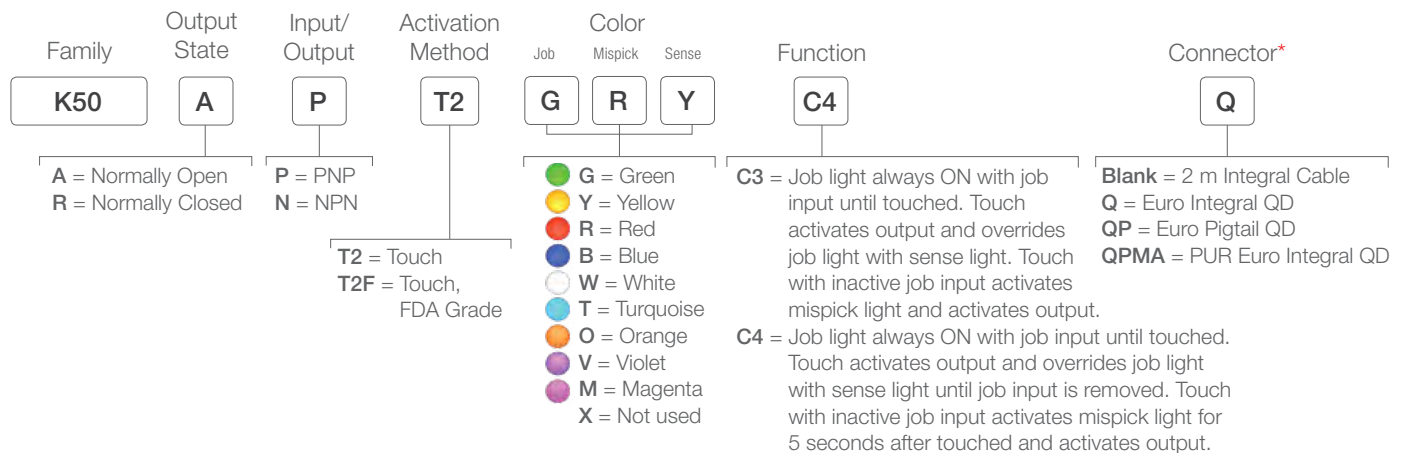 Family
Output
State
Input/
Output
Activation
Method
Color
Job Mispick Sense
Function
Connector*
K50 A P T2 G R Y C4 Q
A = Normally Open
R = Normally Closed
P = PNP
N = NPN
T2 = Touch
T2F = Touch,
FDA Grade
G = Green
Y = Yellow
R = Red
B = Blue
W = White
T = Turquoise
O = Orange
V = Violet
M = Magenta
X = Not used
C3 = Job light always ON with job
input until touched. Touch
activates output and overrides
job light with sense light. Touch
with inactive job input activates
mispick light and activates output.
C4 = Job light always ON with job input until touched.
Touch activates output and overrides job light
with sense light until job input is removed. Touch
with inactive job input activates mispick light for
5 seconds after touched and activates output.
Blank = 2 m Integral Cable
Q = Euro Integral QD
QP = Euro Pigtail QD
QPMA = PUR Euro Integral QD